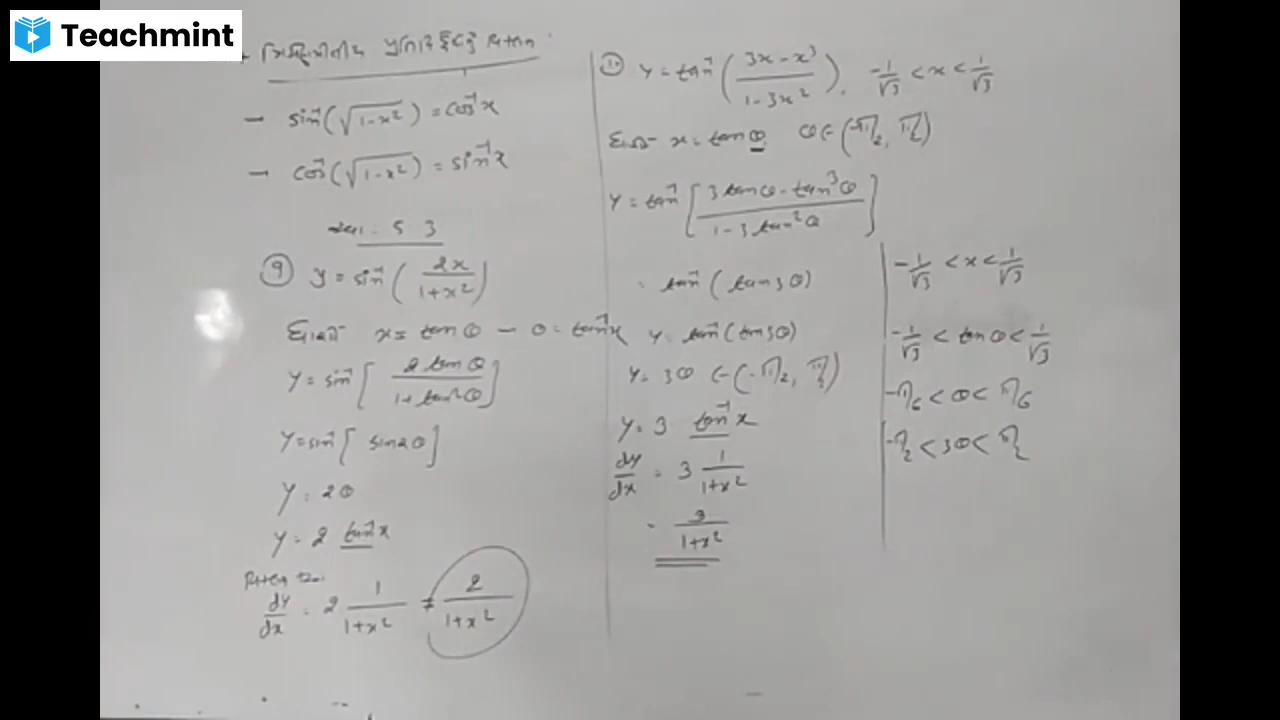 Teachmint
- sin⁻¹(√1-x²) = cos⁻¹x
- cos⁻¹(√1-x²) = sin⁻¹x
5 3
9 y = sin⁻¹(2x/1+x²)
x = tanθ - θ = tan⁻¹x
y = sin⁻¹[2tanθ/1+tan²θ]
y = sin⁻¹[sin2θ]
y = 2θ
y = 2 tan⁻¹x
dy/dx = 2 1/1+x² = 2/1+x²
10 y = tan⁻¹(3x-x³/1-3x²). -1/√3 < x < 1/√3
x = tanθ θ ∈ (-π/2, π/2)
y = tan⁻¹[3tanθ-tan³θ/1-3tan²θ]
= tan⁻¹(tan3θ)
y = tan⁻¹(tan3θ)
y = 3θ ∈ (-π/2, π/2)
y = 3 tan⁻¹x
dy/dx = 3 1/1+x²
= 3/1+x²
-1/√3 < x < 1/√3
-1/√3 < tanθ < 1/√3
-π/6 < θ < π/6
-π/2 < 3θ < π/2